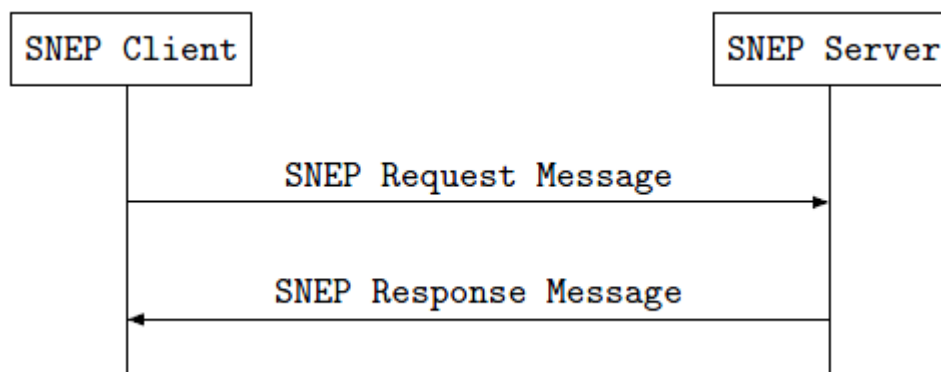 SNEP Client
SNEP Server
SNEP Request Message
SNEP Response Message